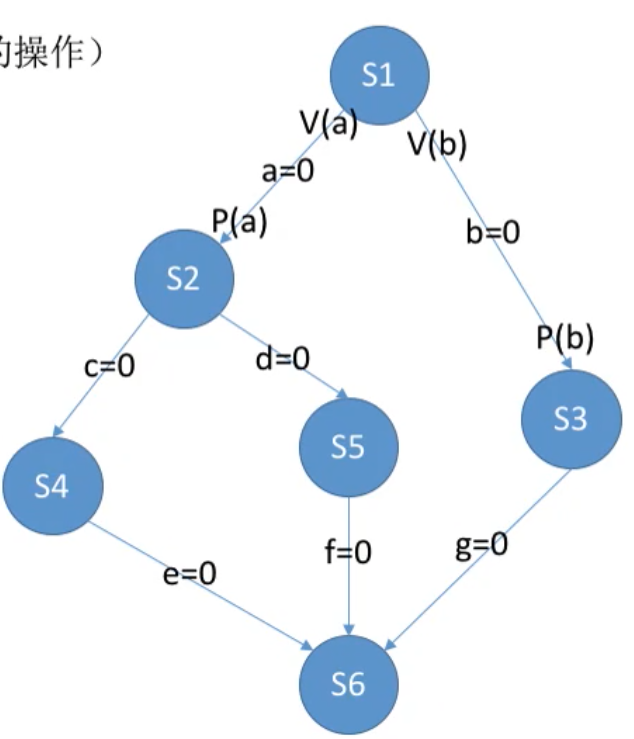 的操作）
S1
V(a)
V(b)
a=0
P(a)
b=0
S2
P(b)
c=0
d=0
S3
S5
S4
f=0
g=0
e=0
S6